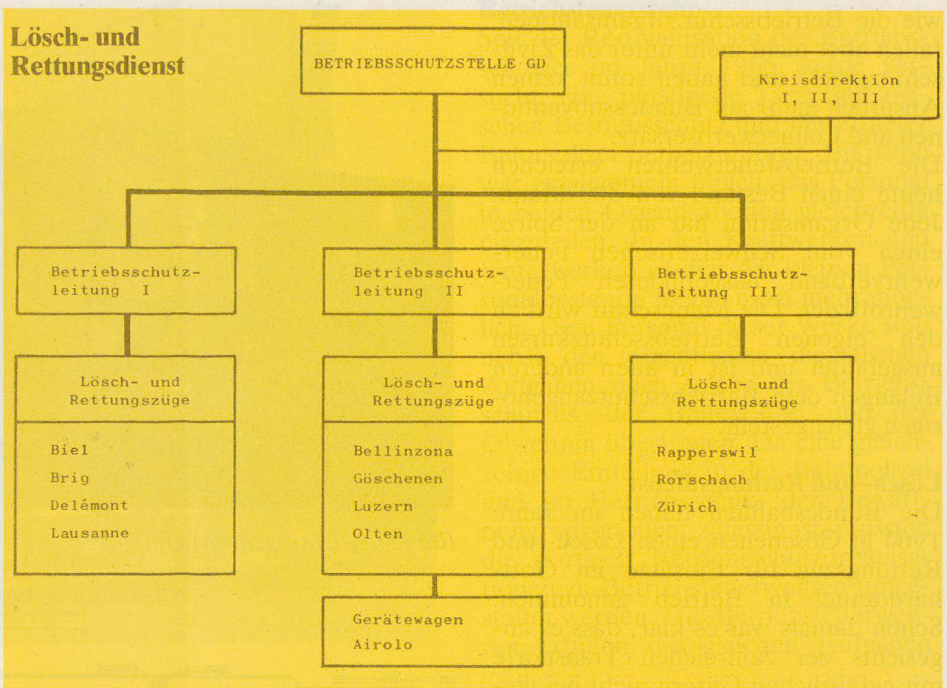 Lösch- und
Rettungsdienst
BETRIEBSSCHUTZSTELLE GD
Kreisdirektion
I, II, III
Betriebsschutz-
leitung I
Betriebsschutz-
leitung II
Betriebsschutz-
leitung III
Lösch- und
Rettungszüge
Biel
Brig
Delémont
Lausanne
Lösch- und
Rettungszüge
Bellinzona
Göschenen
Luzern
Olten
Lösch- und
Rettungszüge
Rapperswil
Rorschach
Zürich
Gerätewagen
Airolo